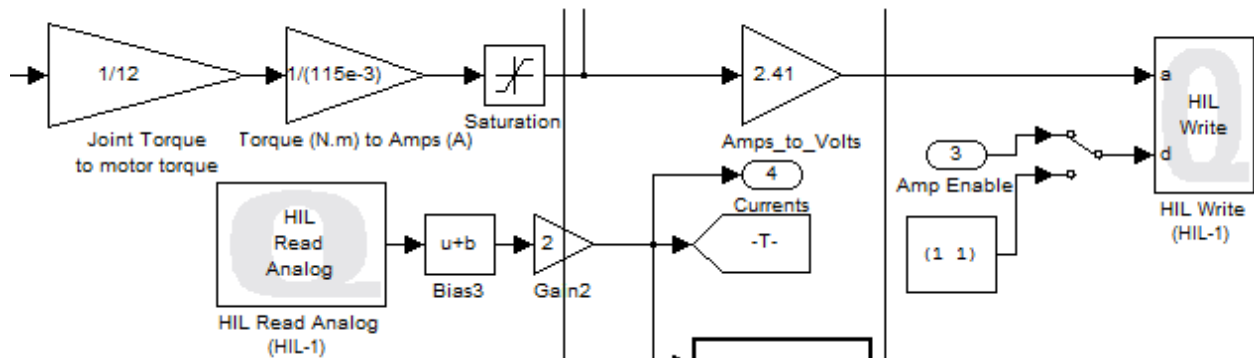 1/12
Joint Torque
to motor torque
1/(115e-3)
Torque (N.m) to Amps (A)
Saturation
2.41
Amps_to_Volts
a
HIL
Write
d
HIL Write
(HIL-1)
3
Amp Enable
(1 1)
4
Currents
-T-
HIL
Read
Analog
HIL Read Analog
(HIL-1)
u+b
Bias3
2
Gain2